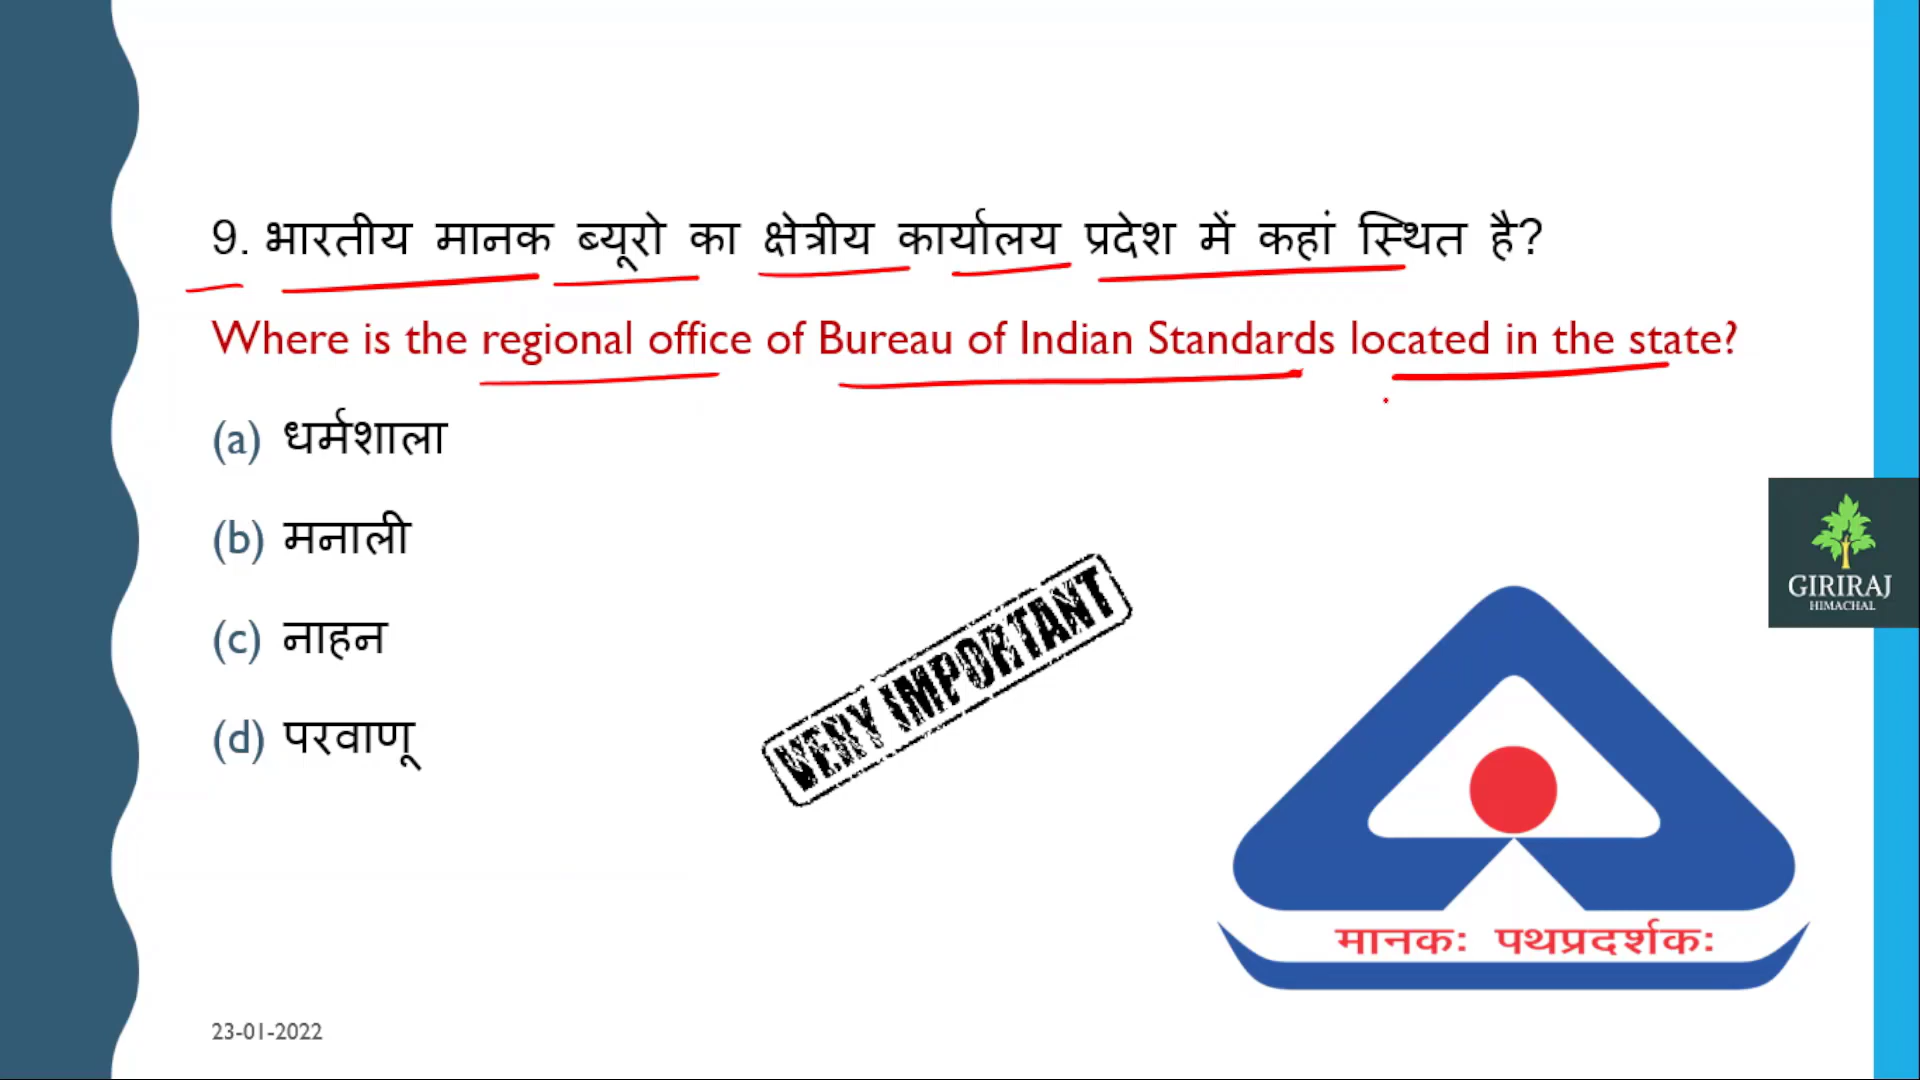 9. भारतीय मानक ब्यूरो का क्षेत्रीय कार्यालय प्रदेश में कहां स्थित है?
Where is the regional office of Bureau of Indian Standards located in the state?
(a) धर्मशाला
(b) मनाली
(c) नाहन
(d) परवाणू
VERY IMPORTANT
GIRIRAJ
HIMACHAL
मानकः पथप्रदर्शकः
23-01-2022